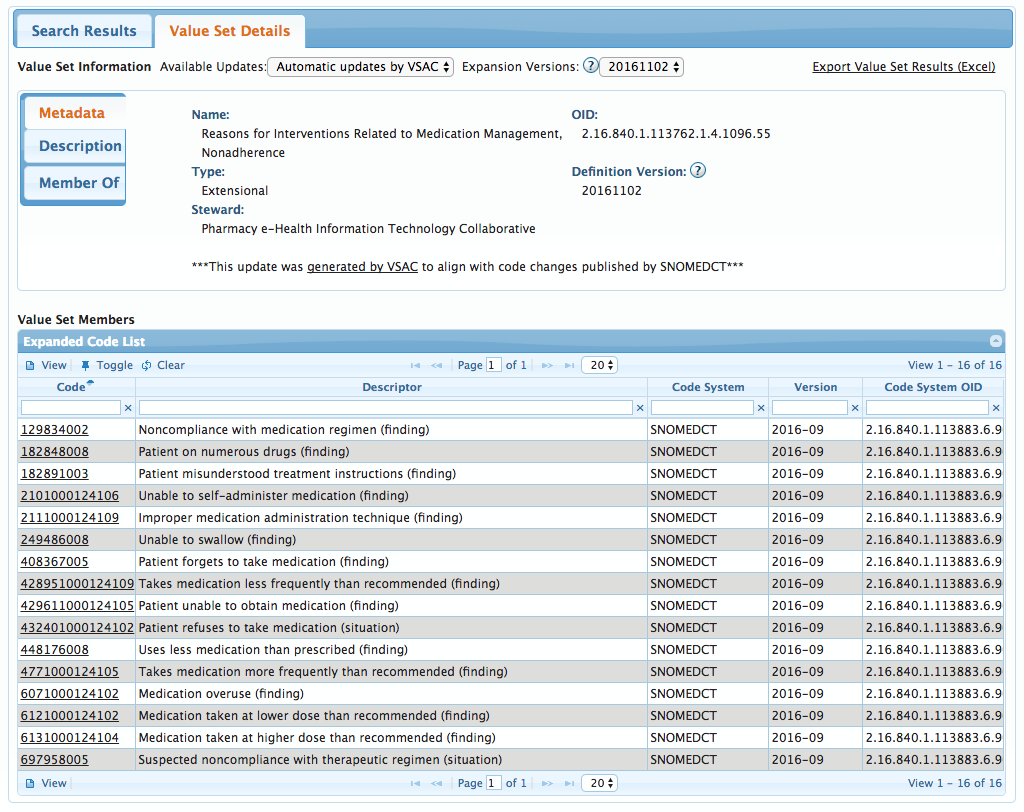 Search Results Value Set Details
Value Set Information Available Updates: Automatic updates by VSAC Expansion Versions: ? 20161102 Export Value Set Results (Excel)
Metadata
Description
Member Of
Name: OID:
Reasons for Interventions Related to Medication Management, 2.16.840.1.113762.1.4.1096.55
Nonadherence
Type: Definition Version: ?
Extensional 20161102
Steward:
Pharmacy e-Health Information Technology Collaborative
***This update was generated by VSAC to align with code changes published by SNOMEDCT***
Value Set Members
Expanded Code List
View Toggle Clear Page 1 of 1 20 View 1 - 16 of 16
Code Descriptor Code System Version Code System OID
x x x x x
129834002 Noncompliance with medication regimen (finding) SNOMEDCT 2016-09 2.16.840.1.113883.6.9
182848008 Patient on numerous drugs (finding) SNOMEDCT 2016-09 2.16.840.1.113883.6.9
182891003 Patient misunderstood treatment instructions (finding) SNOMEDCT 2016-09 2.16.840.1.113883.6.9
2101000124106 Unable to self-administer medication (finding) SNOMEDCT 2016-09 2.16.840.1.113883.6.9
2111000124109 Improper medication administration technique (finding) SNOMEDCT 2016-09 2.16.840.1.113883.6.9
249486008 Unable to swallow (finding) SNOMEDCT 2016-09 2.16.840.1.113883.6.9
408367005 Patient forgets to take medication (finding) SNOMEDCT 2016-09 2.16.840.1.113883.6.9
428951000124109 Takes medication less frequently than recommended (finding) SNOMEDCT 2016-09 2.16.840.1.113883.6.9
429611000124105 Patient unable to obtain medication (finding) SNOMEDCT 2016-09 2.16.840.1.113883.6.9
432401000124102 Patient refuses to take medication (situation) SNOMEDCT 2016-09 2.16.840.1.113883.6.9
448176008 Uses less medication than prescribed (finding) SNOMEDCT 2016-09 2.16.840.1.113883.6.9
4771000124105 Takes medication more frequently than recommended (finding) SNOMEDCT 2016-09 2.16.840.1.113883.6.9
6071000124102 Medication overuse (finding) SNOMEDCT 2016-09 2.16.840.1.113883.6.9
6121000124102 Medication taken at lower dose than recommended (finding) SNOMEDCT 2016-09 2.16.840.1.113883.6.9
6131000124104 Medication taken at higher dose than recommended (finding) SNOMEDCT 2016-09 2.16.840.1.113883.6.9
697958005 Suspected noncompliance with therapeutic regimen (situation) SNOMEDCT 2016-09 2.16.840.1.113883.6.9
View Page 1 of 1 20 View 1 - 16 of 16